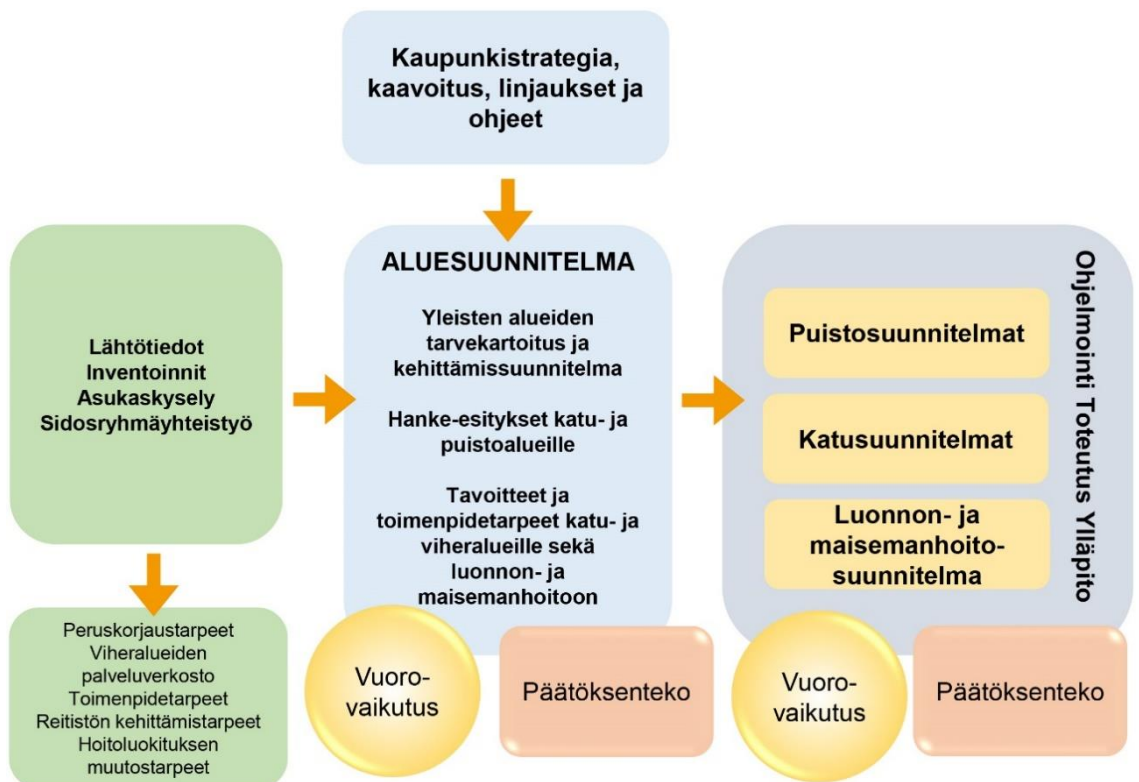 Kaupunkistrategia,
kaavoitus, linjaukset ja
ohjeet
Lähtötiedot
Inventoinnit
Asukaskysely
Sidosryhmäyhteistyö
Peruskorjaustarpeet
Viheralueiden
palveluverkosto
Toimenpidetarpeet
Reitistön kehittämistarpeet
Hoitoluokituksen
muutostarpeet
ALUESUUNNITELMA
Yleisten alueiden
tarvekartoitus ja
kehittämissuunnitelma
Hanke-esitykset katu- ja
puistoalueille
Tavoitteet ja
toimenpidetarpeet katu- ja
viheralueille sekä
luonnon- ja
maisemanhoitoon
Vuoro-
vaikutus
Päätöksenteko
Puistosuunnitelmat
Katusuunnitelmat
Luonnon- ja
maisemanhoito-
suunnitelma
Ohjelmointi Toteutus Ylläpito
Vuoro-
vaikutus
Päätöksenteko